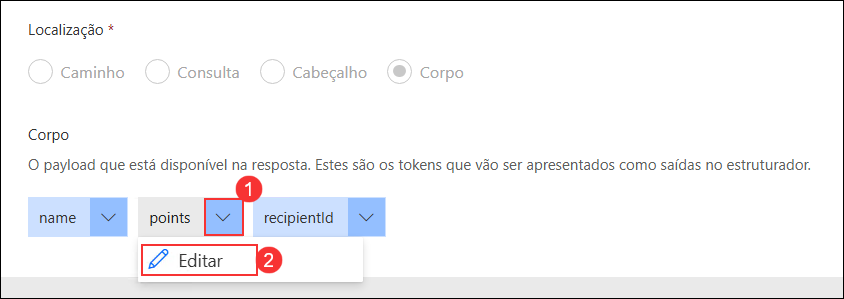 Localização *
Caminho Consulta Cabeçalho Corpo
Corpo
O payload que está disponível na resposta. Estes são os tokens que vão ser apresentados como saídas no estruturador.
1
name points recipientId
Editar 2